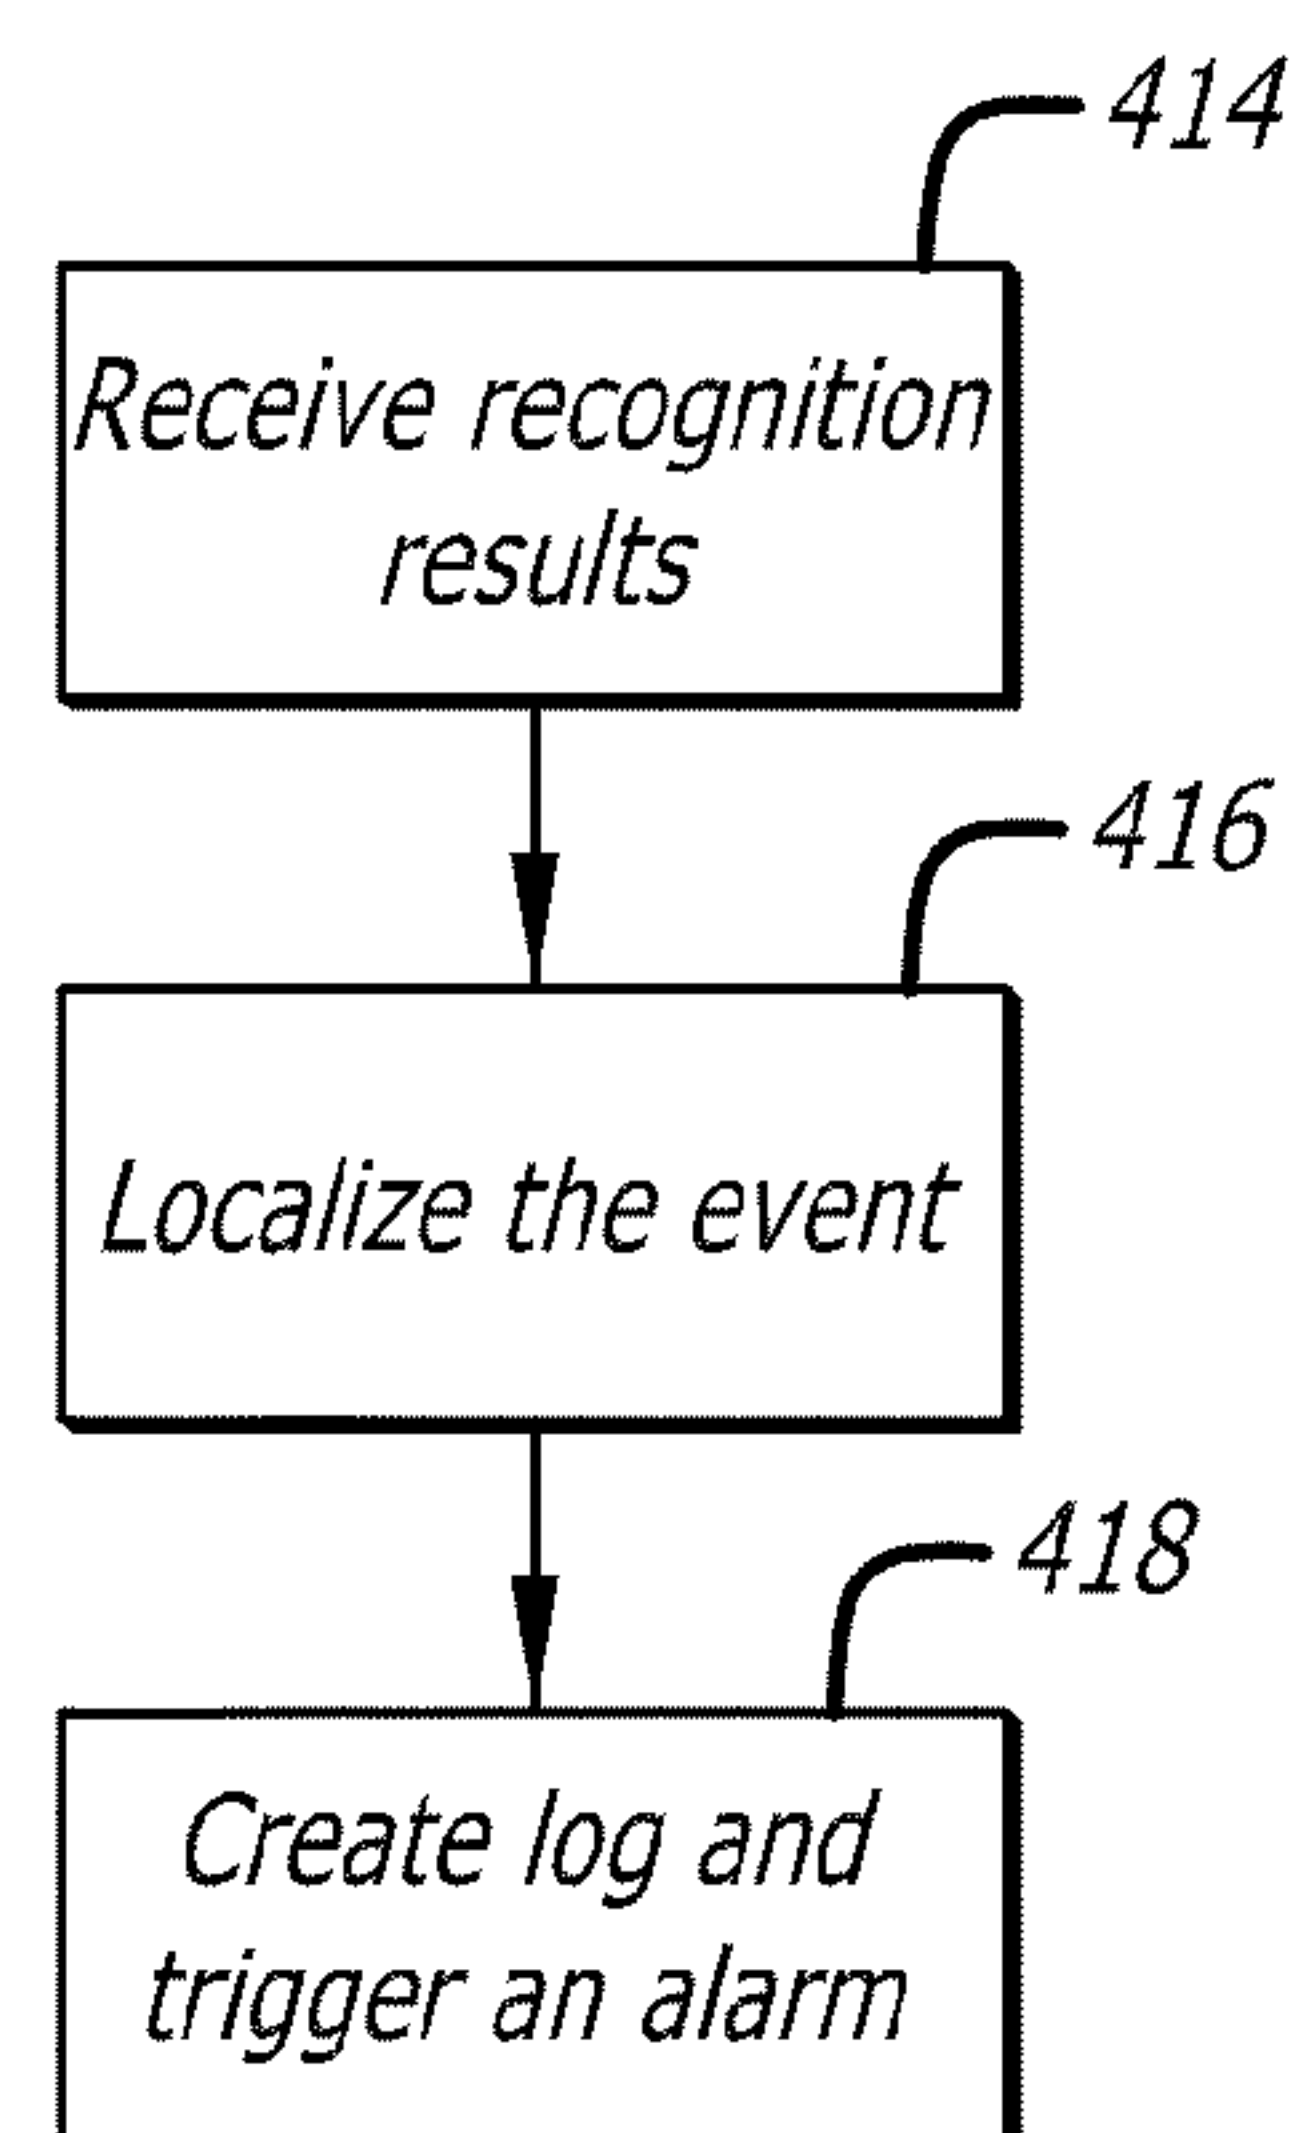 414
Receive recognition
results
416
Localize the event
418
Create log and
trigger an alarm